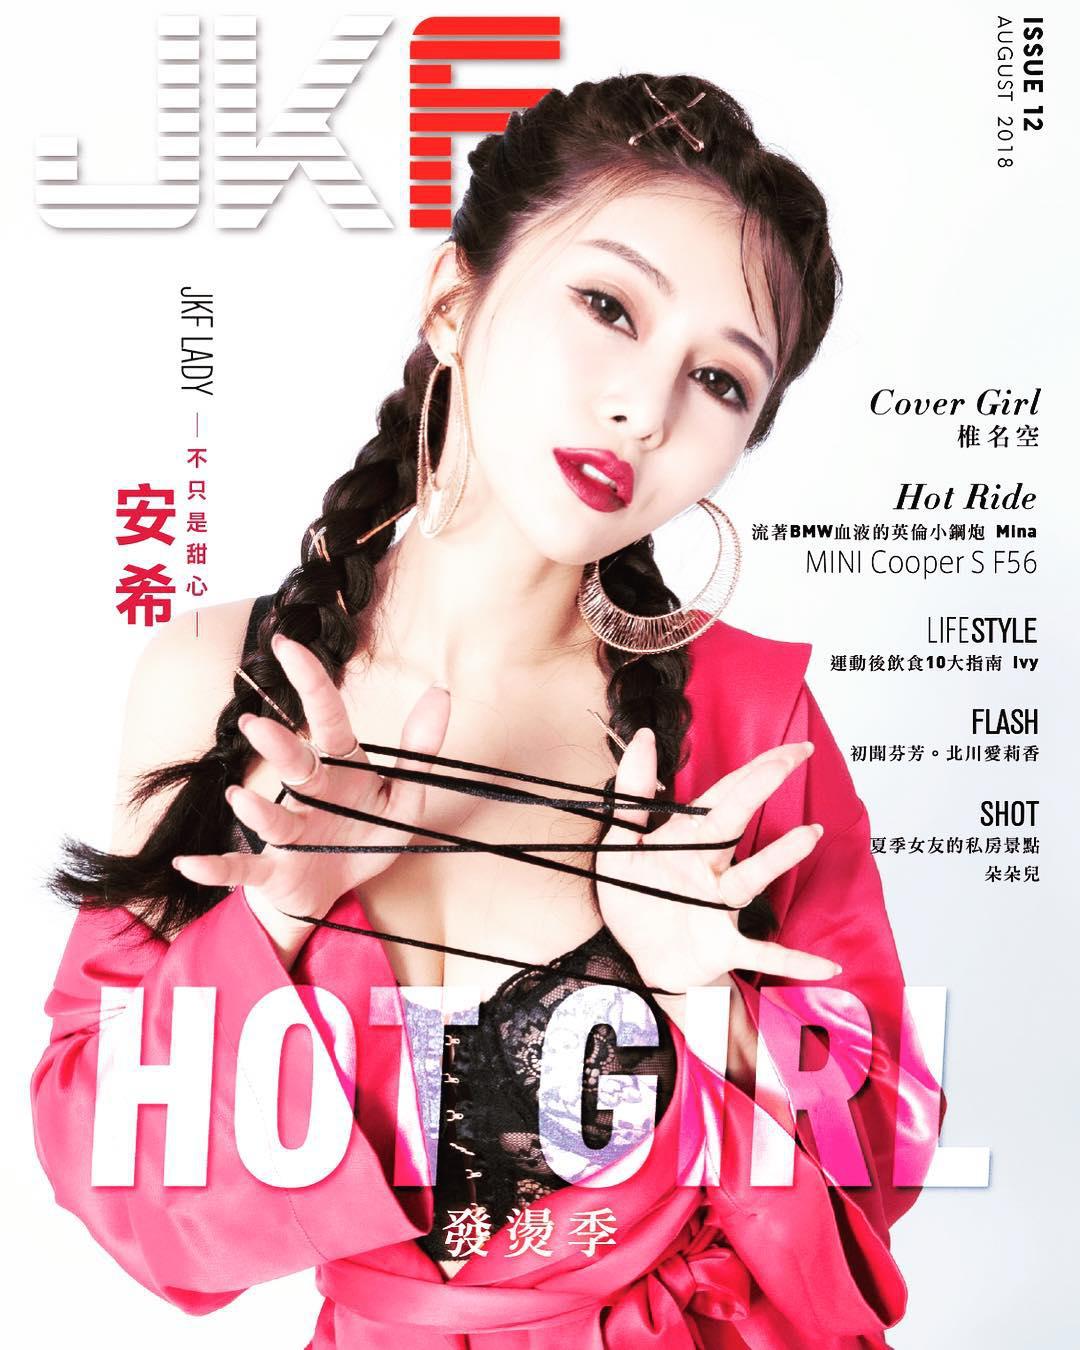 JKF
ISSUE 12
AUGUST 2018
JKF LADY
不只是甜心
安希
Cover Girl
椎名空
Hot Ride
流著BMW血液的英倫小鋼炮 Mina
MINI Cooper S F56
LIFESTYLE
運動後飲食10大指南 Ivy
FLASH
初聞芬芳。北川愛莉香
SHOT
夏季女友的私房景點
朵朵兒
HOT GIRL
發燙季